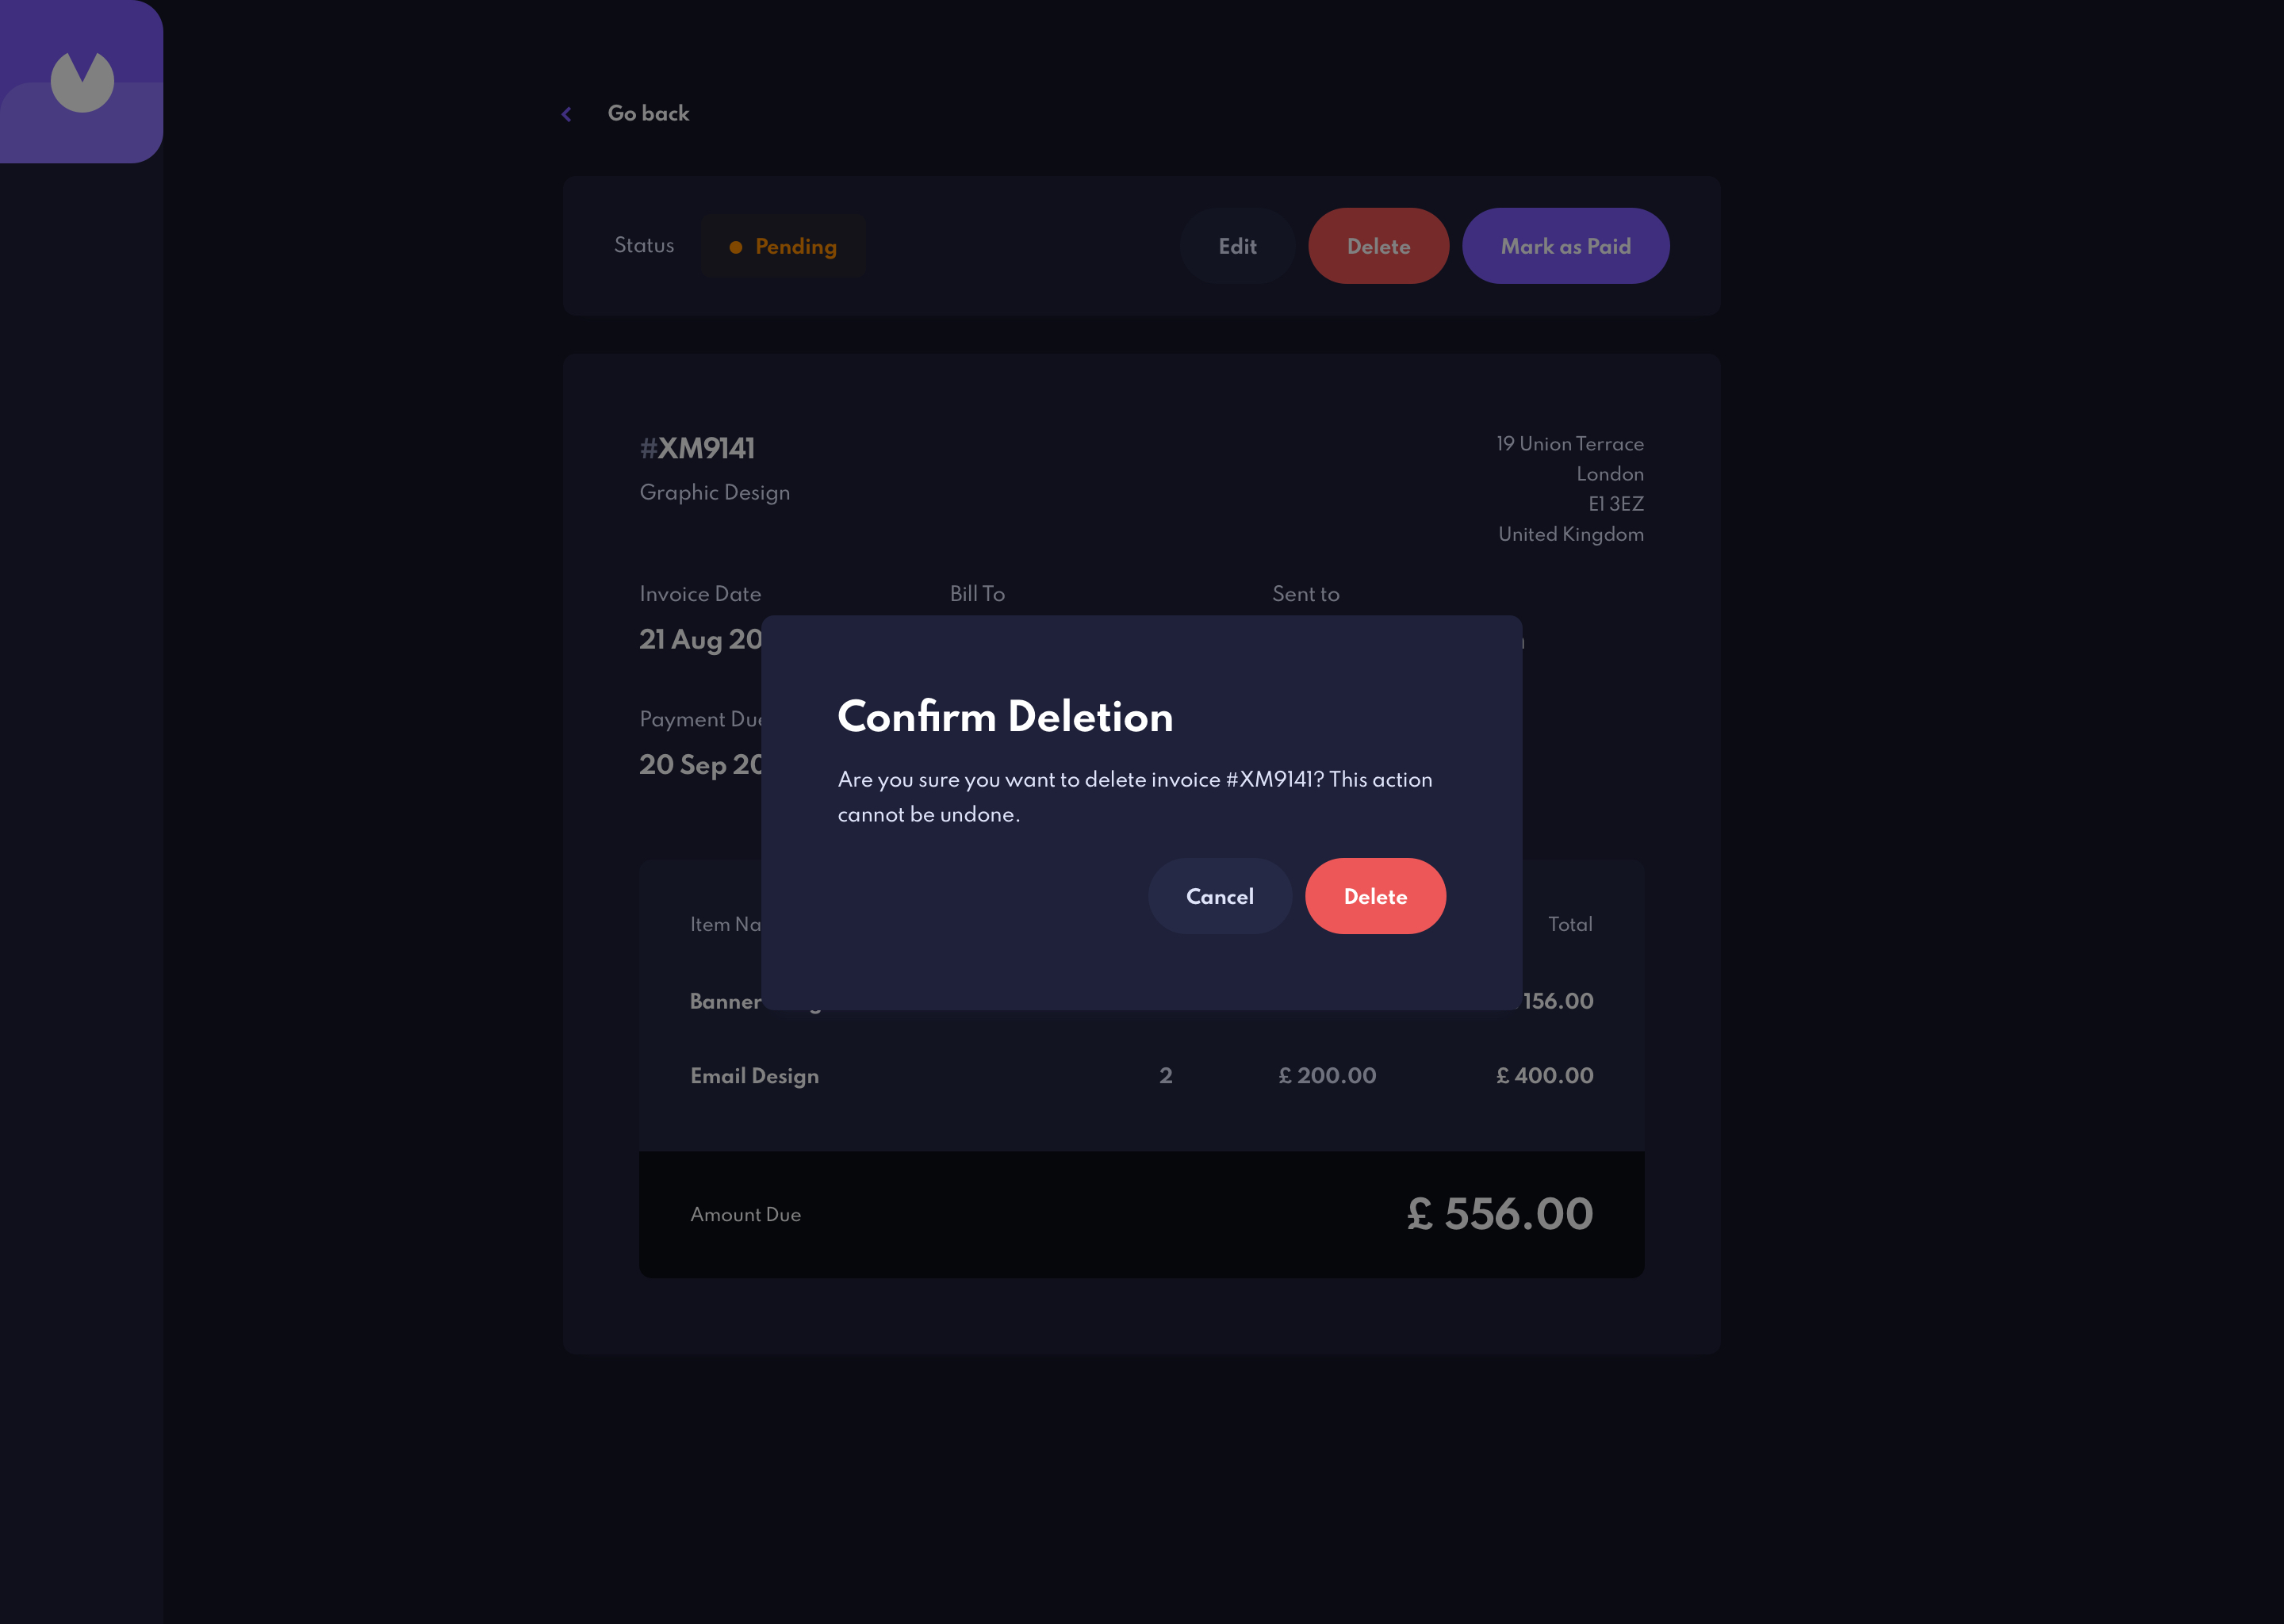 Go back
Status
Pending
Edit
Delete
Mark as Paid
#XM9141
Graphic Design
19 Union Terrace
London
E1 3EZ
United Kingdom
Invoice Date
Bill To
Sent to
21 Aug 20
Payment Due
20 Sep 20
Confirm Deletion
Are you sure you want to delete invoice #XM9141? This action
cannot be undone.
Cancel
Delete
Item Na
Total
Banner
156.00
Email Design
2
£ 200.00
£ 400.00
Amount Due
£ 556.00